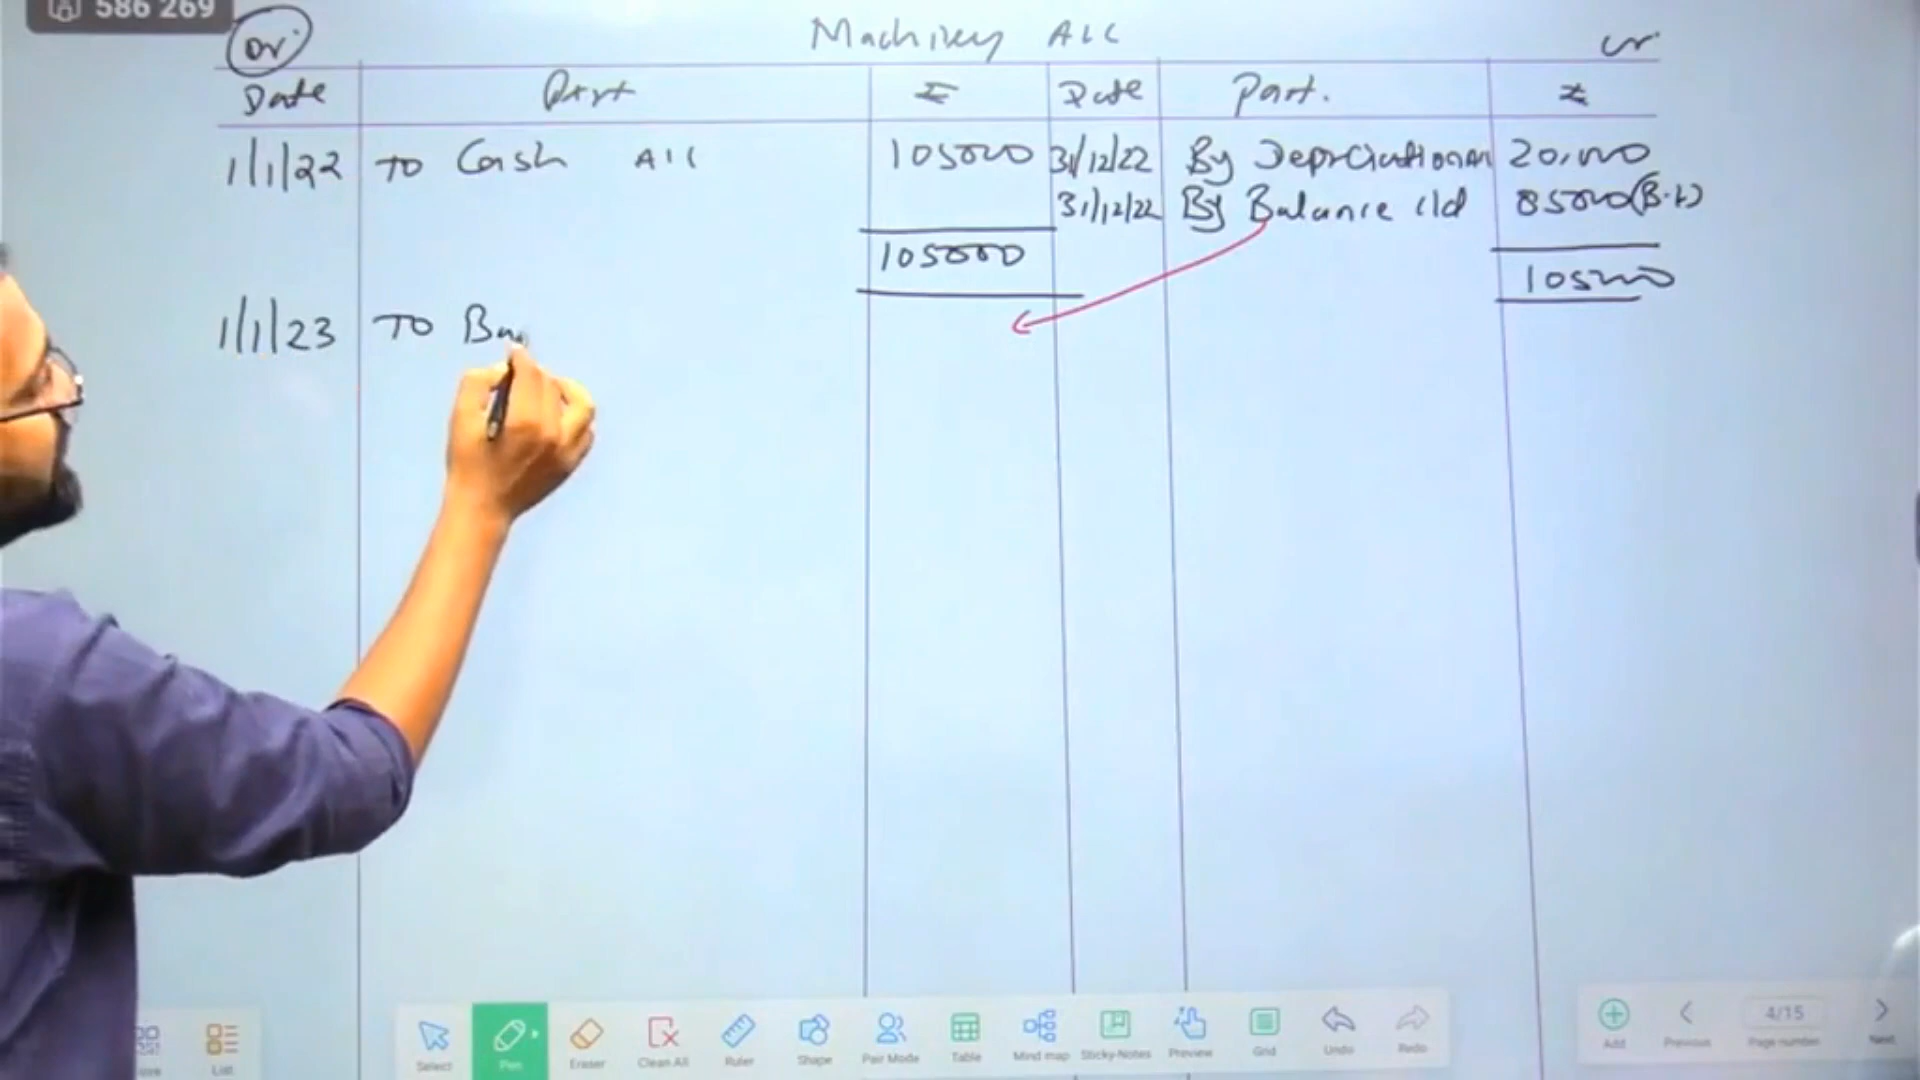 586 269
Dr. Machinery A/C Cr.
Date Part ₹ Date Part. ₹
1/1/22 To Cash A/C 105000 31/12/22 By Depreciation A/c 20,000
31/12/22 By Balance c/d 85000 (B.f)
105000 105000
1/1/23 To Ba
List Select Pen Eraser Clean All Ruler Shape Pair Mode Table Mind map Sticky-Notes Preview Grid Undo Redo Add Previous 4/15 Page number Next